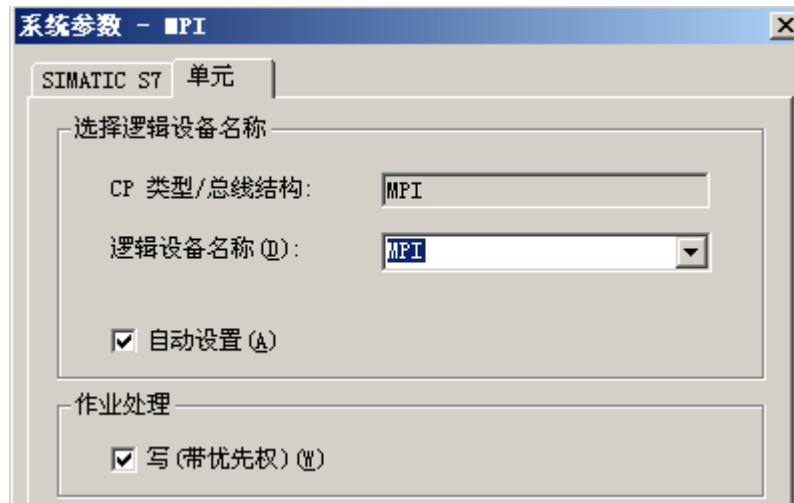 系统参数 - MPI
SIMATIC S7 单元
选择逻辑设备名称
CP 类型/总线结构: MPI
逻辑设备名称(D): MPI
自动设置(A)
作业处理
写(带优先权)(W)